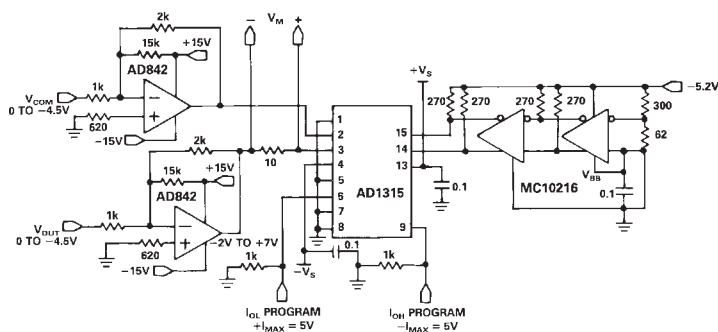 2k
– V_M +
15k +15V
AD842
1k
V_COM
0 TO –4.5V
– +
620
–15V
2k
10
15k +15V
AD842
1k
V_DUT
0 TO –4.5V
– +
–2V TO +7V
620
–15V
1
2
3
4
5
6
7
8
AD1315
15
14
13
9
+V_S
270 270 270 270
–5.2V
300
62
V_BB
MC10216
0.1
0.1
0.1
–V_S
1k
1k
I_OL PROGRAM
+I_MAX = 5V
I_OH PROGRAM
–I_MAX = 5V